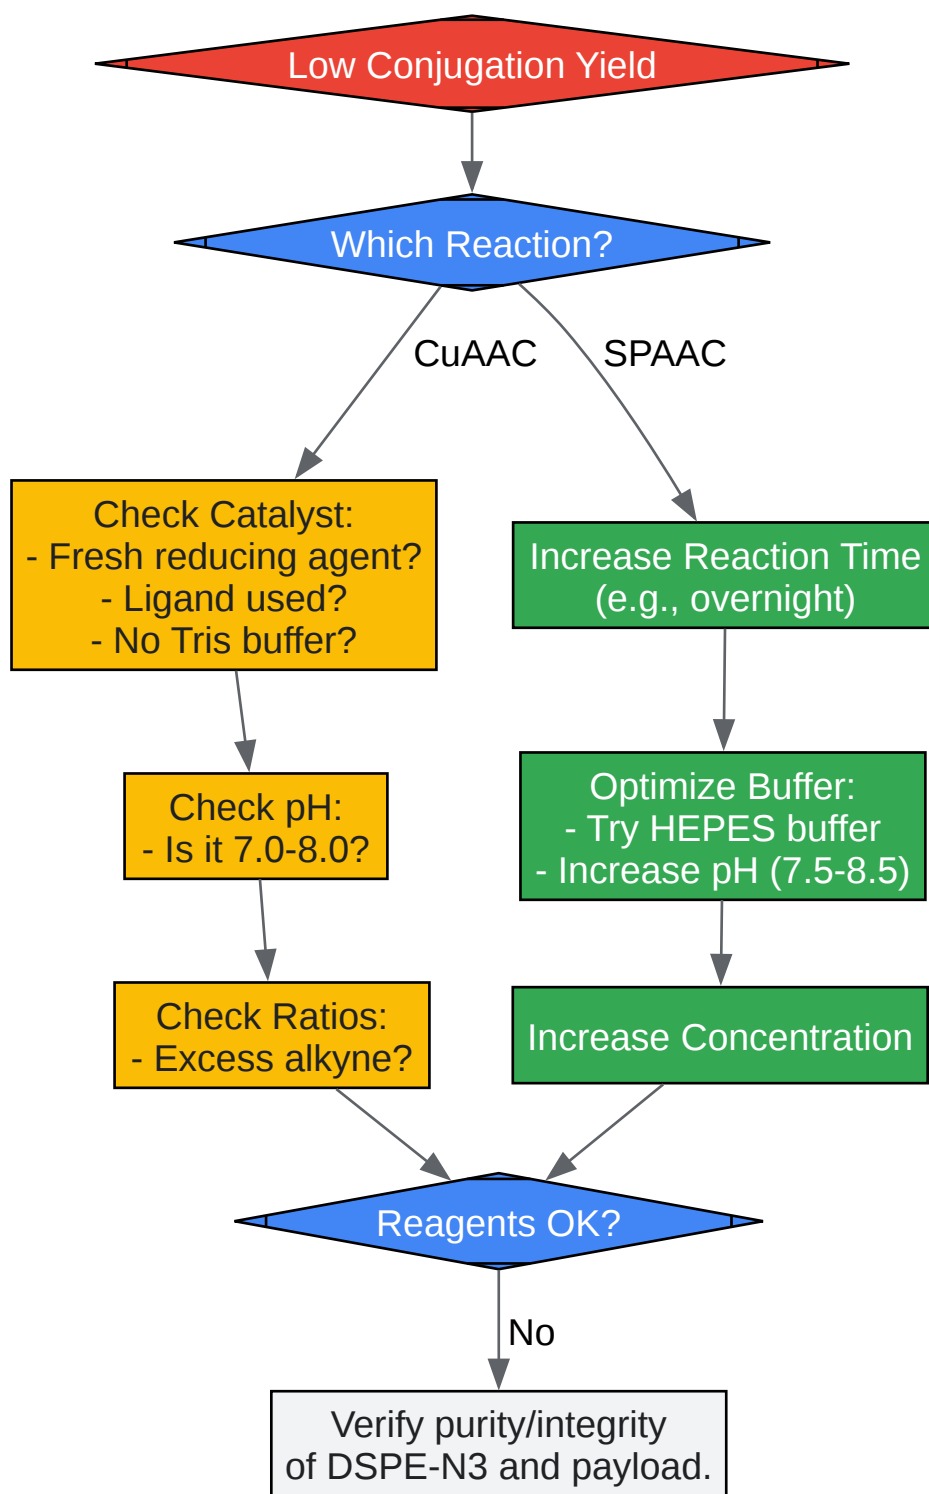 Low Conjugation Yield
Which Reaction?
CuAAC
SPAAC
Check Catalyst:
- Fresh reducing agent?
- Ligand used?
- No Tris buffer?
Increase Reaction Time
(e.g., overnight)
Check pH:
- Is it 7.0-8.0?
Optimize Buffer:
- Try HEPES buffer
- Increase pH (7.5-8.5)
Check Ratios:
- Excess alkyne?
Increase Concentration
Reagents OK?
No
Verify purity/integrity
of DSPE-N3 and payload.